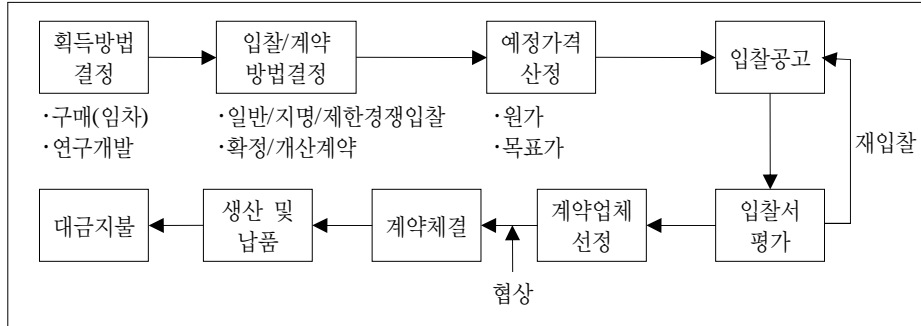 획득방법
결정
입찰/계약
방법결정
예정가격
산정
입찰공고
·구매(임차)
·연구개발
·일반/지명/제한경쟁입찰
·확정/개산계약
·원가
·목표가
재입찰
대금지불
생산 및
납품
계약체결
계약업체
선정
입찰서
평가
협상